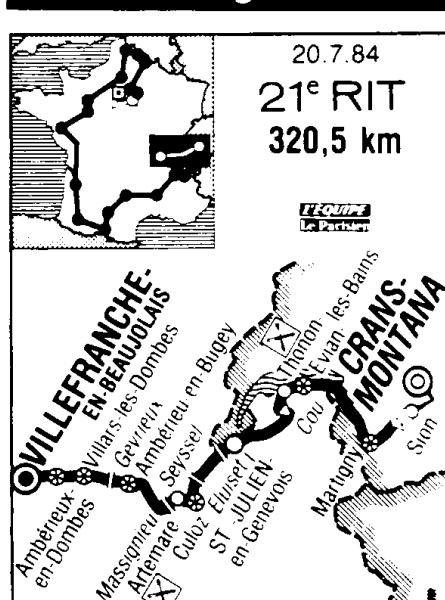 20.7.84
21e RIT
320,5 km
L'EQUIPE
Le Parisien
VILLEFRANCHE-
EN-BEAUJOLAIS
Ambérieux-
en-Dombes
Villars-les-Dombes
Gévrieux
Ambérieu-en-Bugey
Massignieu
Artemare
Seyssel
Culoz
Eluiset
ST-JULIEN-
en-Genevois
Thonon-
Evian-les-Bains
CRANS-
MONTANA
Martigny
Sion